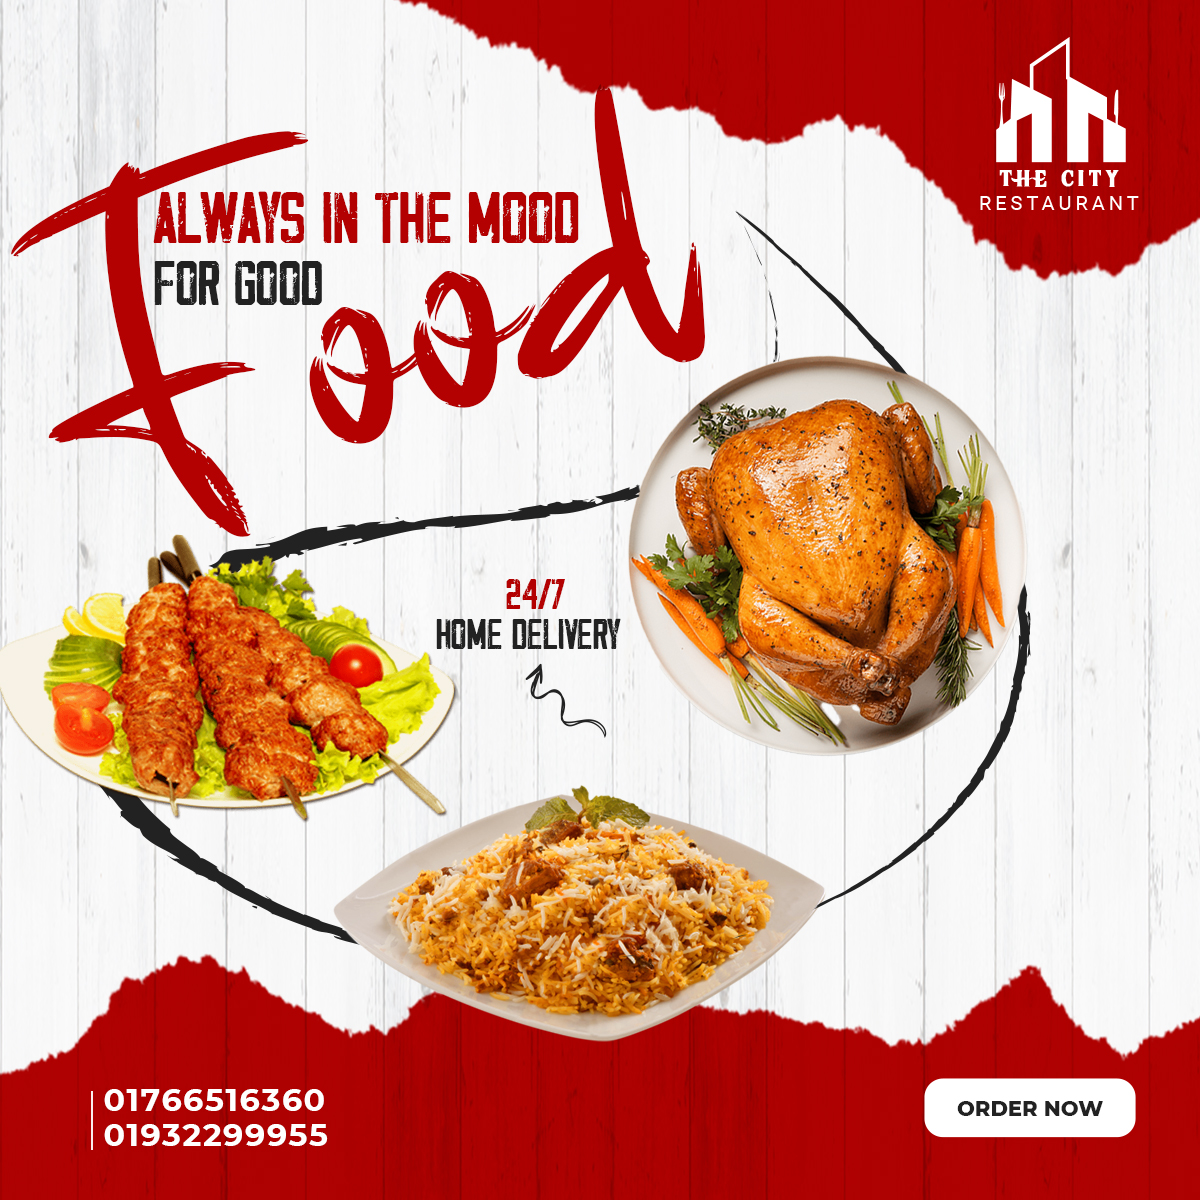 ALWAYS IN THE MOOD
FOR GOOD
Food
THE CITY
RESTAURANT
24/7
HOME DELIVERY
01766516360
01932299955
ORDER NOW